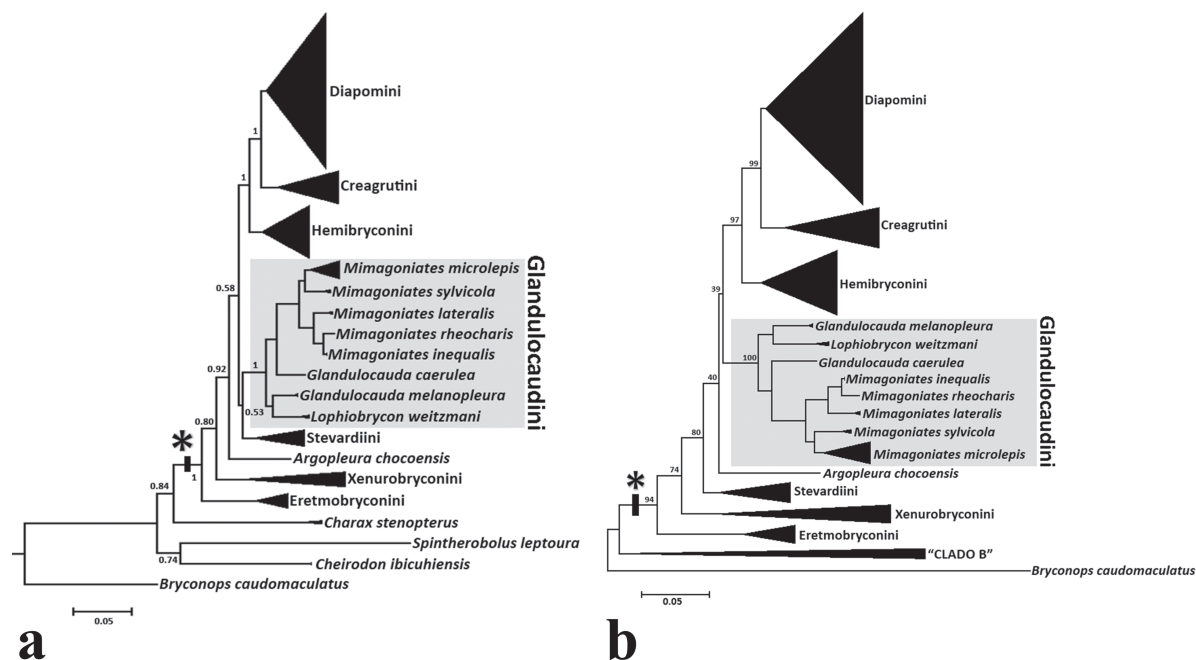 Diapomini
1
Creagrutini
1
Hemibryconini
Glandulocaudini
Mimagoniates microlepis
Mimagoniates sylvicola
0.58
Mimagoniates lateralis
Mimagoniates rheocharis
Mimagoniates inequalis
1
Glandulocauda caerulea
0.92
Glandulocauda melanopleura
0.53
Lophiobrycon weitzmani
0.80
Stevardiini
*
Argopleura chocoensis
1
Xenurobryconini
0.84
Eretmobryconini
Charax stenopterus
Spintherobolus leptoura
0.74
Cheirodon ibicuhiensis
Bryconops caudomaculatus
0.05
a
Diapomini
99
Creagrutini
97
Hemibryconini
39
Glandulocaudini
Glandulocauda melanopleura
Lophiobrycon weitzmani
100
Glandulocauda caerulea
Mimagoniates inequalis
40
Mimagoniates rheocharis
Mimagoniates lateralis
80
Mimagoniates sylvicola
Mimagoniates microlepis
74
Argopleura chocoensis
*
Stevardiini
94
Xenurobryconini
Eretmobryconini
“CLADO B”
Bryconops caudomaculatus
0.05
b